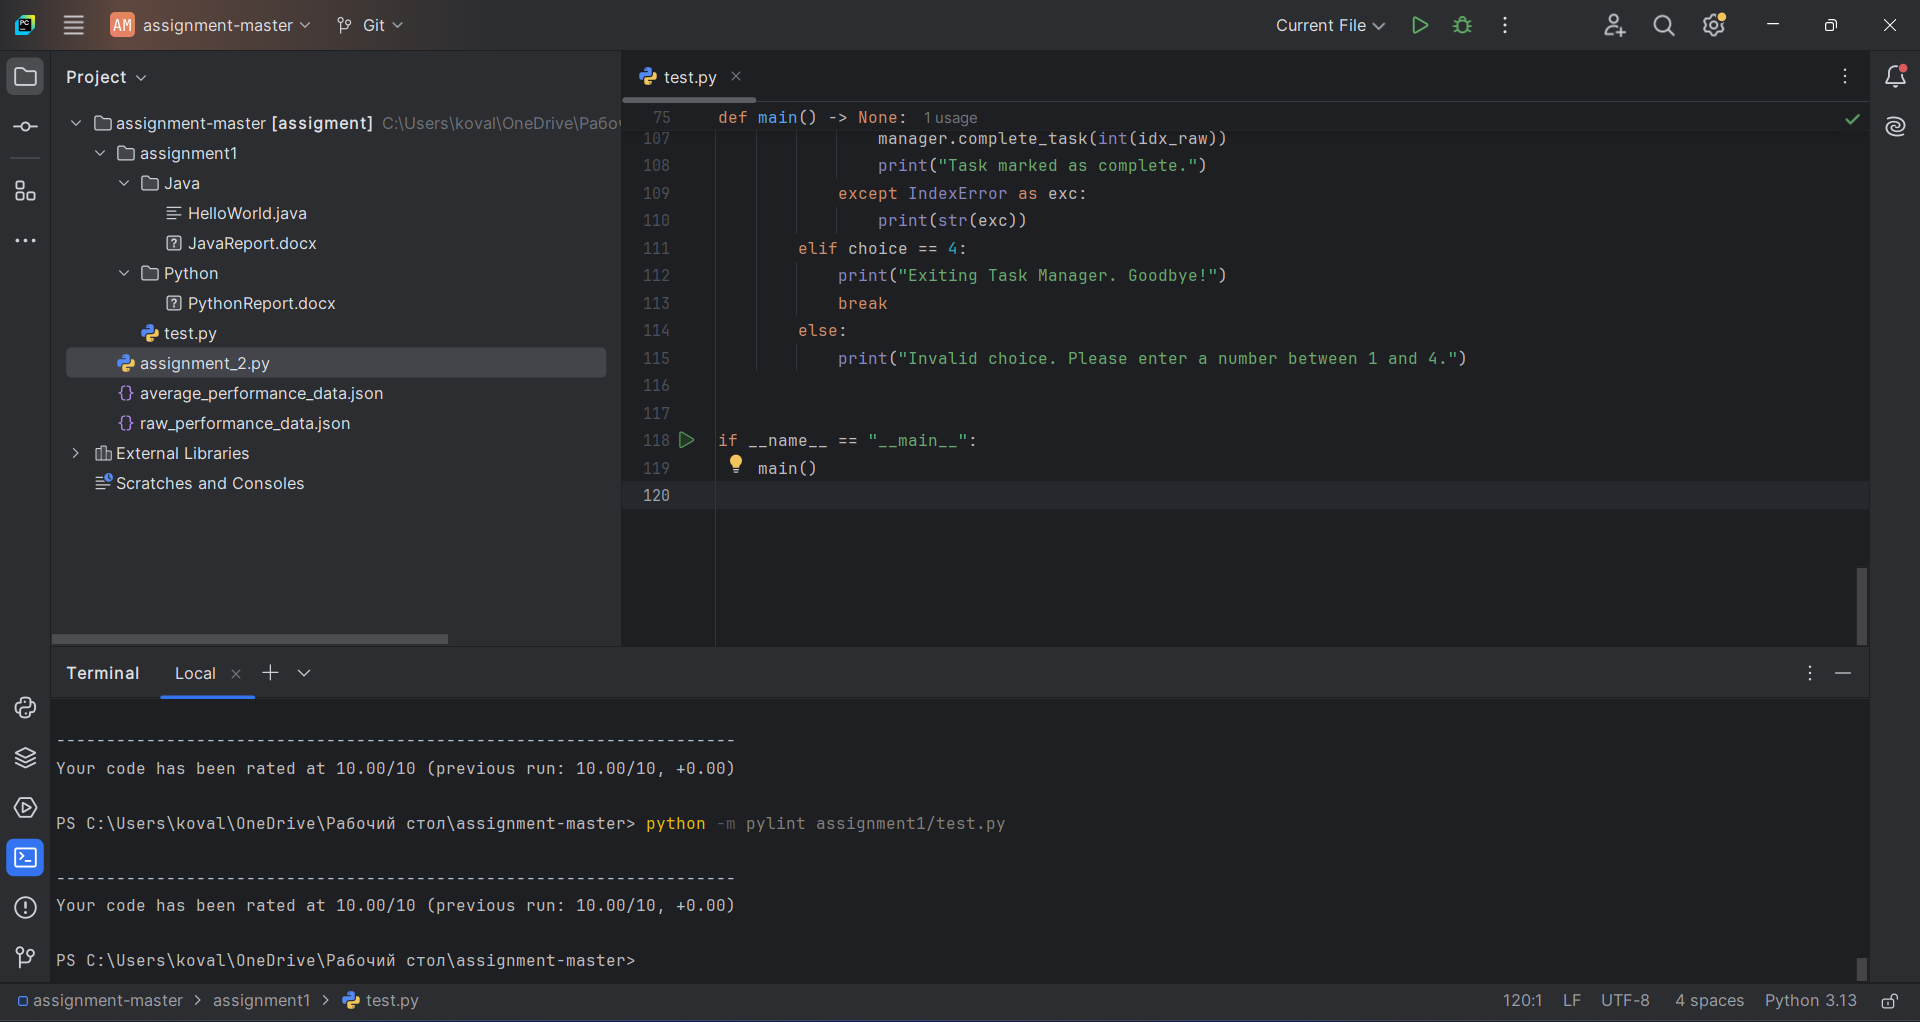 AM assignment-master Git Current File
Project
assignment-master [assigment] C:\Users\koval\OneDrive\Рабо
assignment1
Java
HelloWorld.java
JavaReport.docx
Python
PythonReport.docx
test.py
assignment_2.py
average_performance_data.json
raw_performance_data.json
External Libraries
Scratches and Consoles
test.py
75 def main() -> None: 1 usage
107 manager.complete_task(int(idx_raw))
108 print("Task marked as complete.")
109 except IndexError as exc:
110 print(str(exc))
111 elif choice == 4:
112 print("Exiting Task Manager. Goodbye!")
113 break
114 else:
115 print("Invalid choice. Please enter a number between 1 and 4.")
116
117
118 if __name__ == "__main__":
119 main()
120
Terminal Local
--------------------------------------------------------------------
Your code has been rated at 10.00/10 (previous run: 10.00/10, +0.00)
PS C:\Users\koval\OneDrive\Рабочий стол\assignment-master> python -m pylint assignment1/test.py
--------------------------------------------------------------------
Your code has been rated at 10.00/10 (previous run: 10.00/10, +0.00)
PS C:\Users\koval\OneDrive\Рабочий стол\assignment-master>
assignment-master > assignment1 > test.py 120:1 LF UTF-8 4 spaces Python 3.13